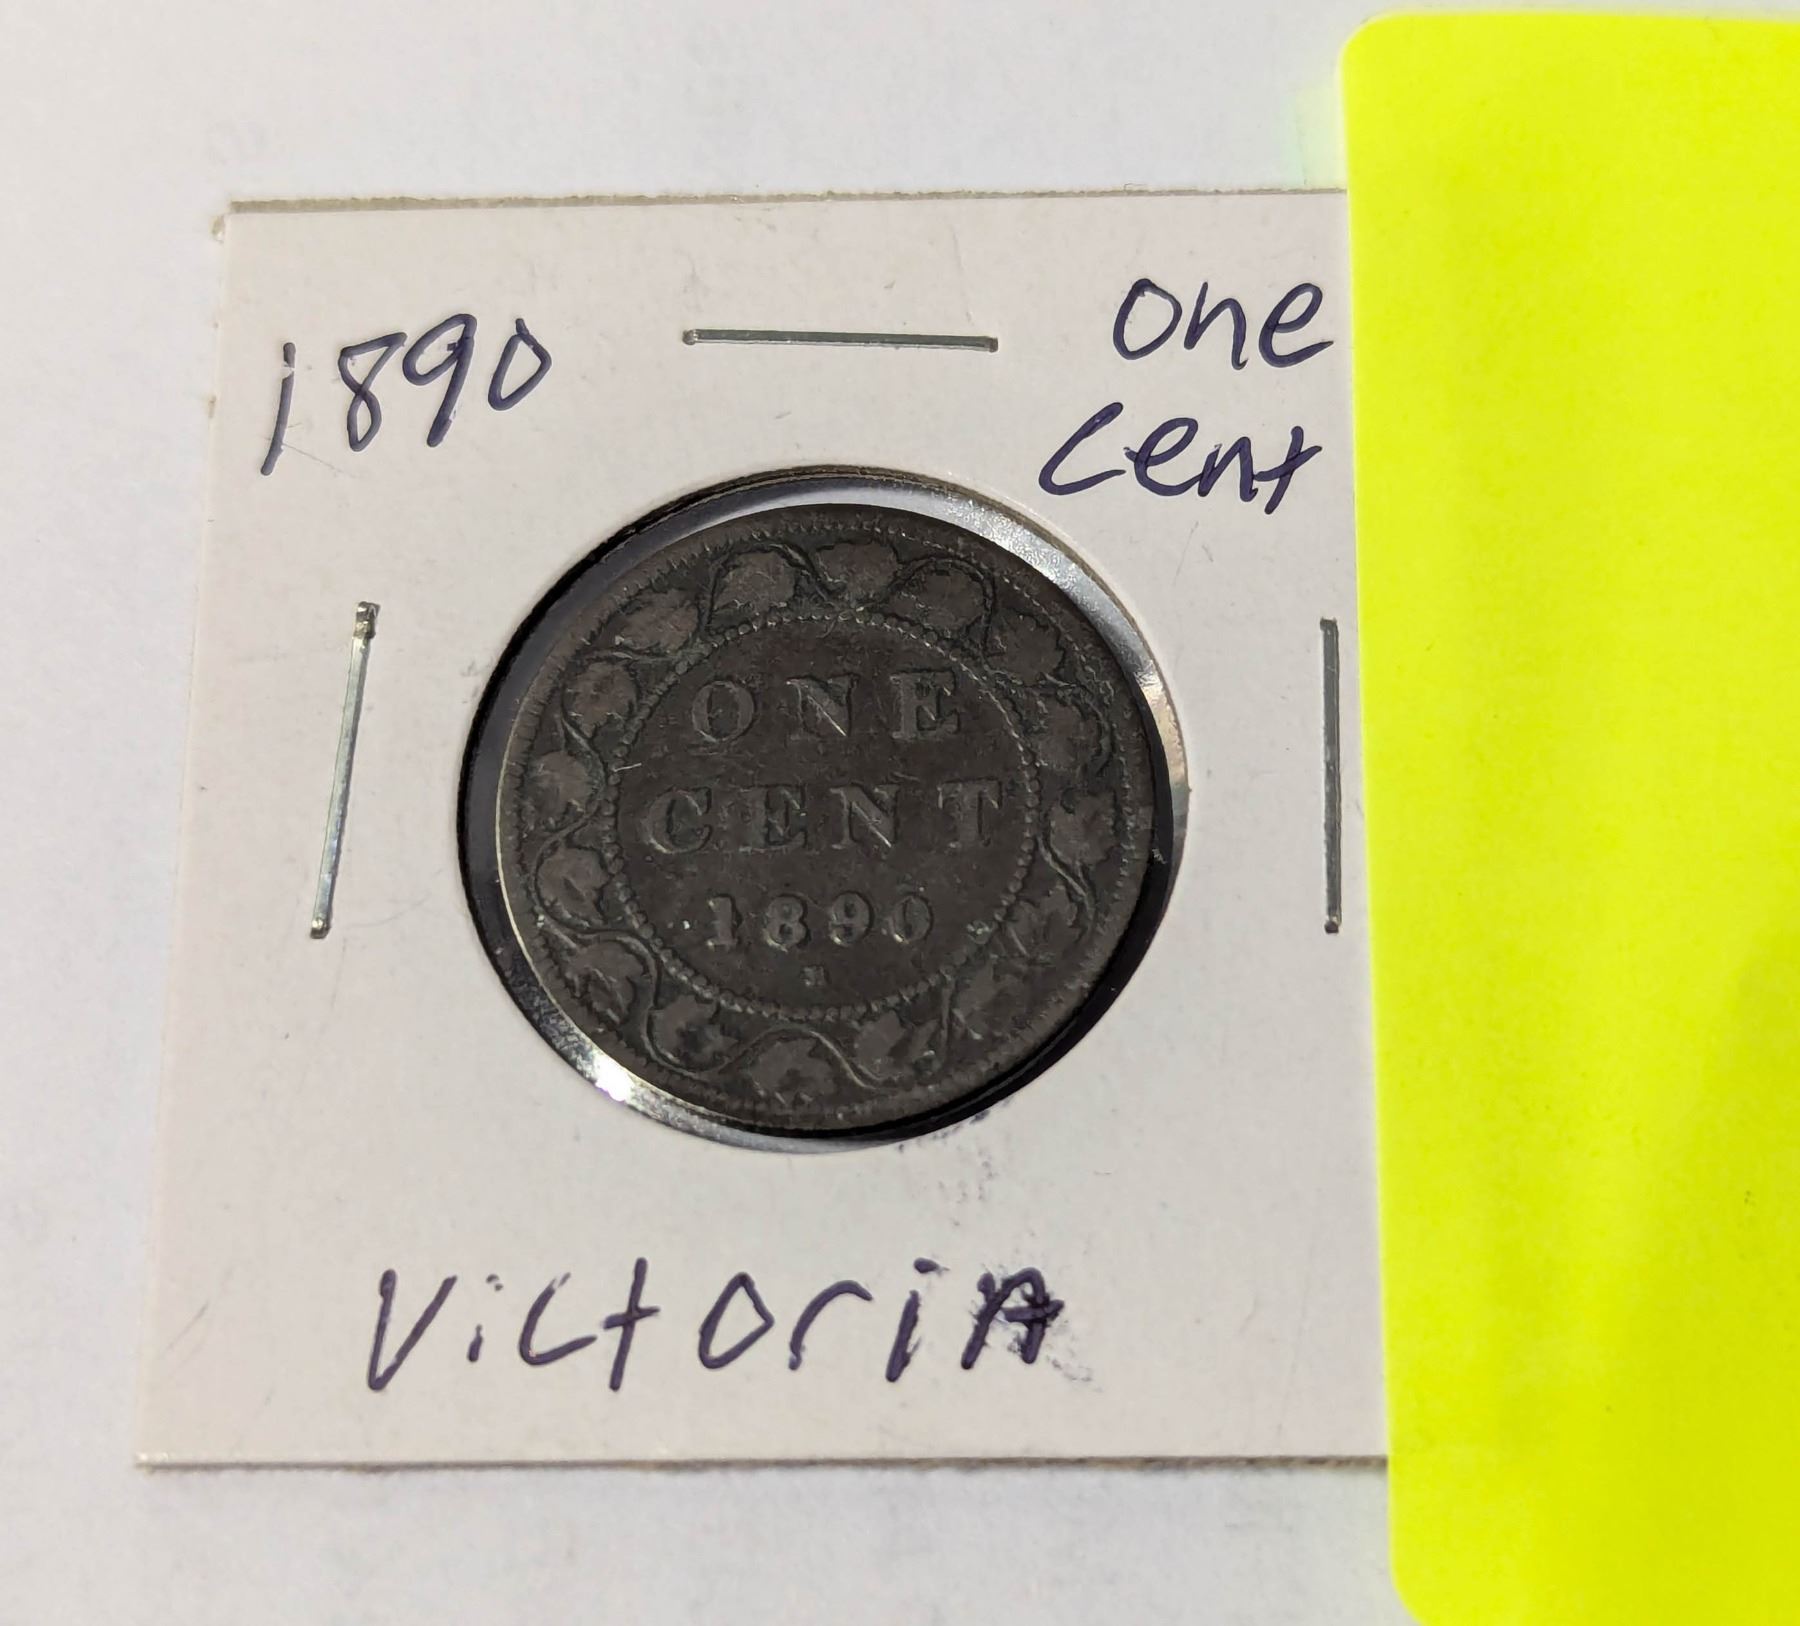 1890
one
cent
ONE
CENT
1890
H
VictoriA